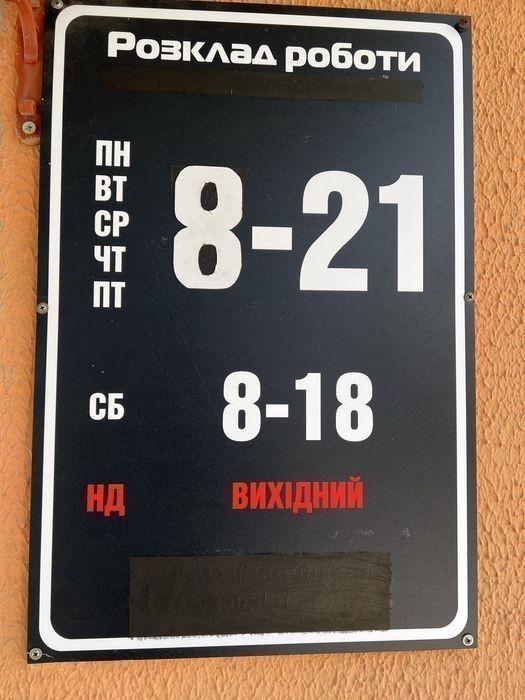 Розклад роботи
ПН
ВТ
СР
ЧТ
ПТ
8-21
СБ 8-18
НД ВИХІДНИЙ